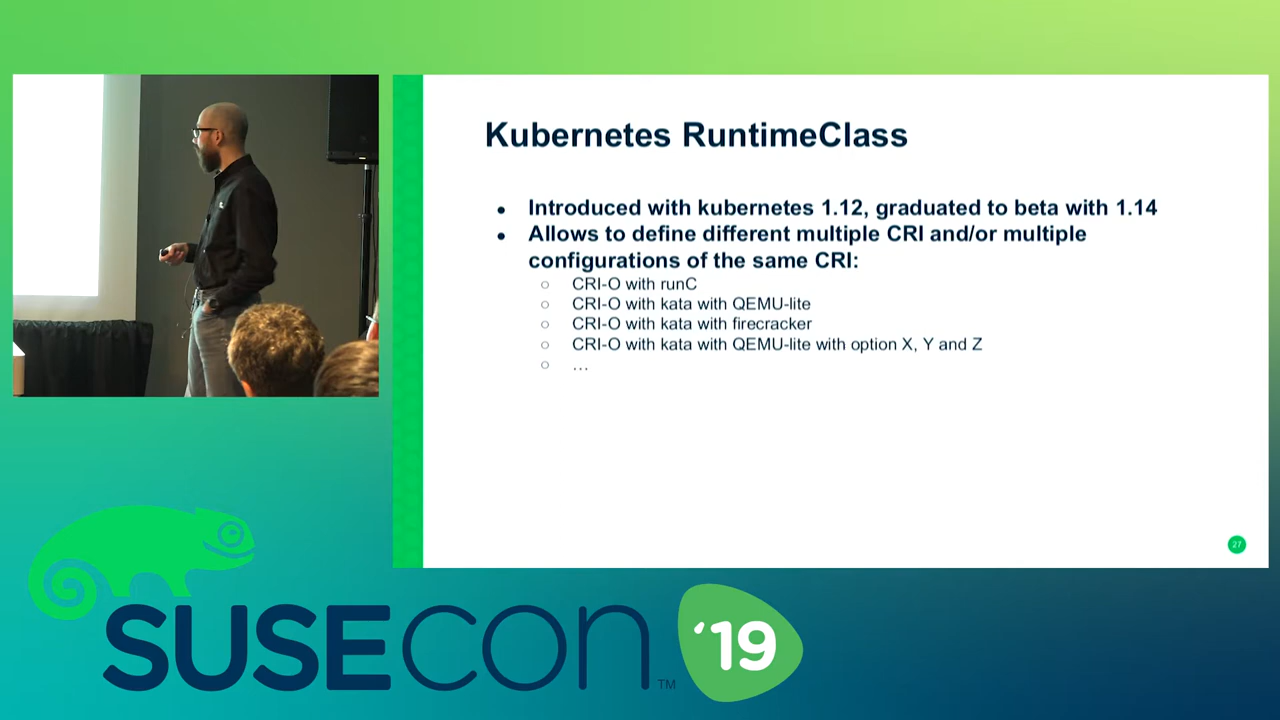 Kubernetes RuntimeClass
● Introduced with kubernetes 1.12, graduated to beta with 1.14
● Allows to define different multiple CRI and/or multiple
configurations of the same CRI:
○ CRI-O with runC
○ CRI-O with kata with QEMU-lite
○ CRI-O with kata with firecracker
○ CRI-O with kata with QEMU-lite with option X, Y and Z
○ …
27
SUSECON™ '19